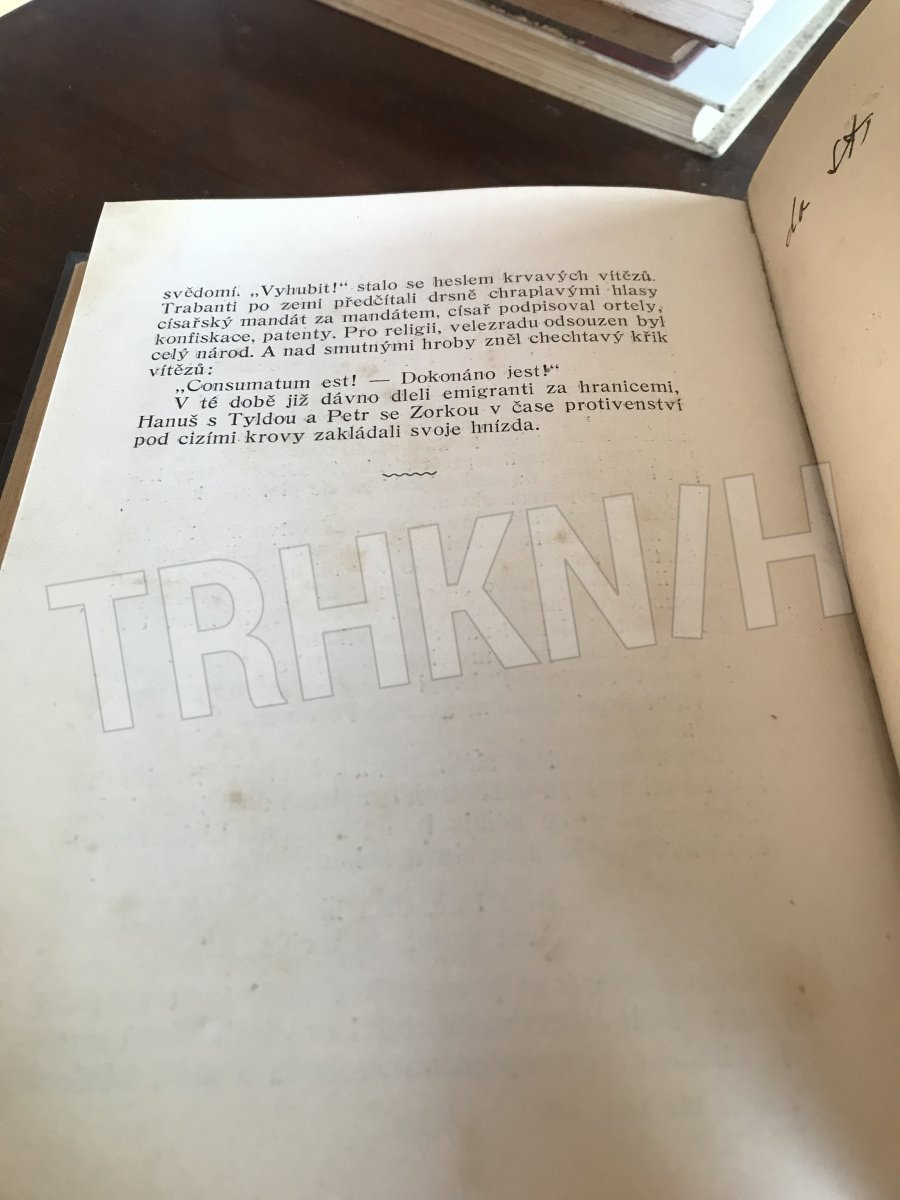 svědomí. „Vyhubit!“ stalo se heslem krvavých vítězů.
Trabanti po zemi předčítali drsně chraplavými hlasy
císařský mandát za mandátem, císař podpisoval ortely,
konfiskace, patenty. Pro religii, velezradu odsouzen byl
celý národ. A nad smutnými hroby zněl chechtavý křik
vítězů:
„Consumatum est! — Dokonáno jest!“
V té době již dávno dleli emigranti za hranicemi,
Hanuš s Tyldou a Petr se Zorkou v čase protivenství
pod cizími krovy zakládali svoje hnízda.
TRHKNIH